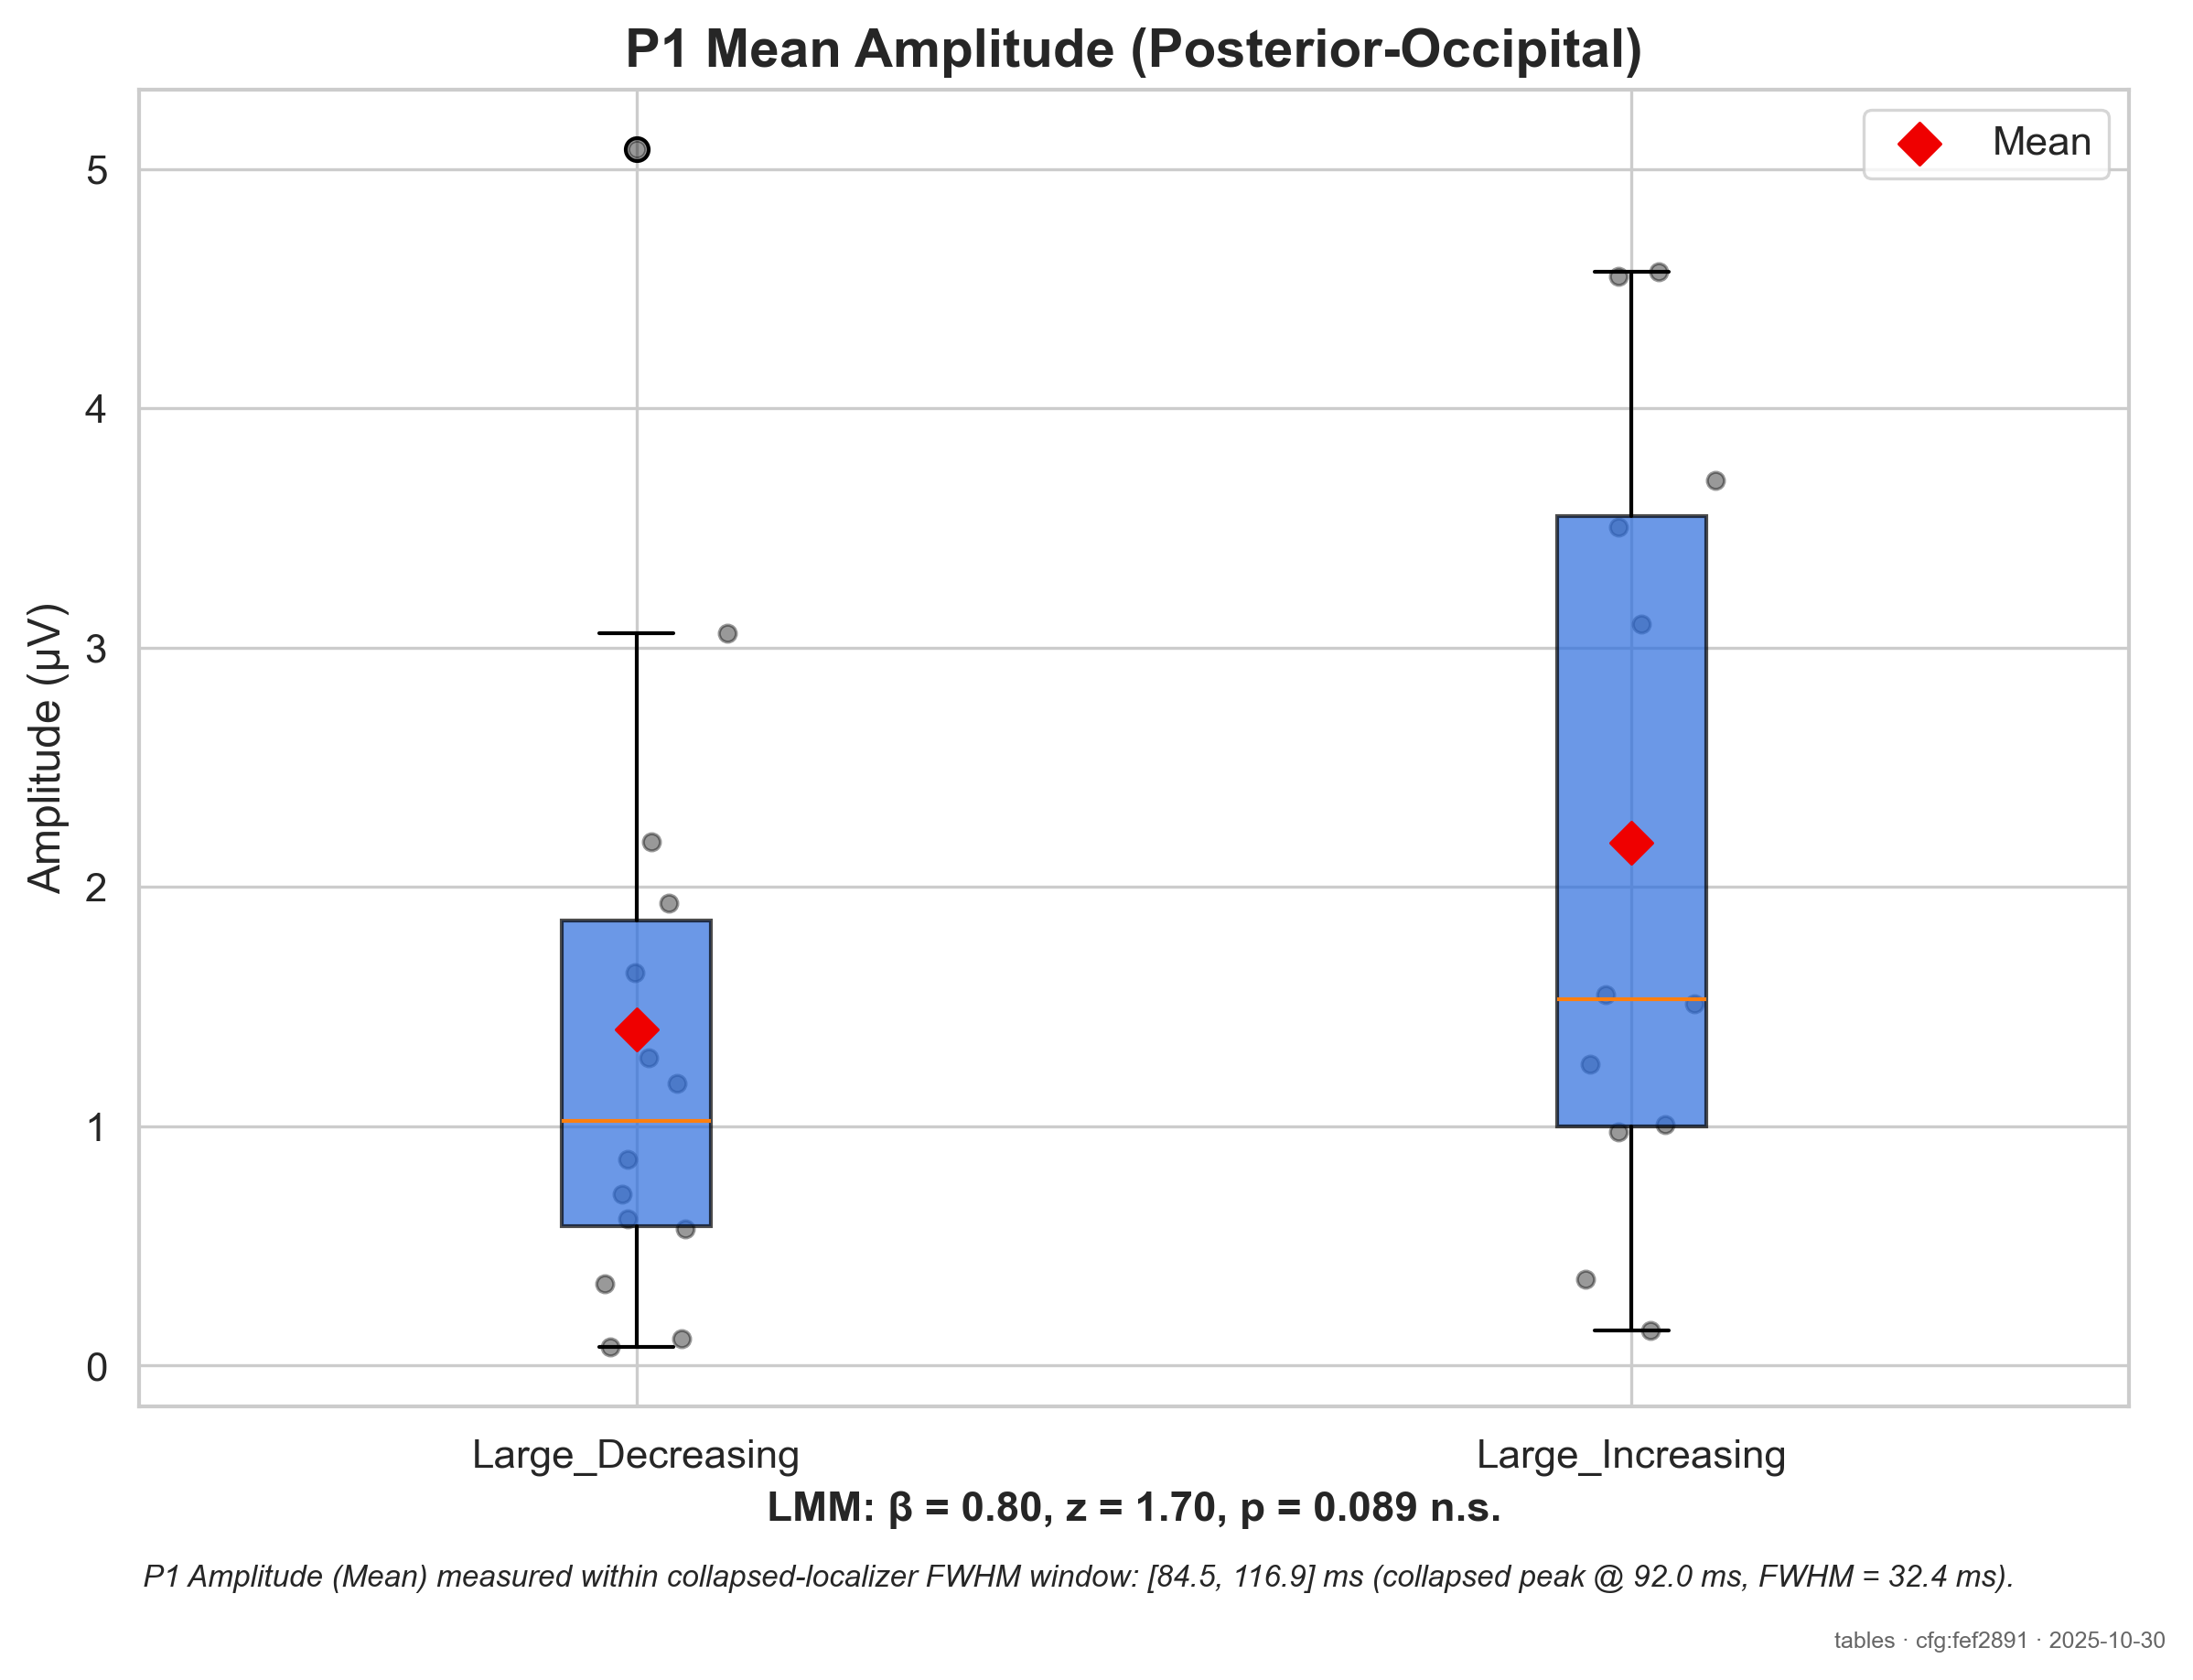 P1 Mean Amplitude (Posterior-Occipital)
Mean
5
4
3
2
1
0
Amplitude (µV)
Large_Decreasing
Large_Increasing
LMM: β = 0.80, z = 1.70, p = 0.089 n.s.
P1 Amplitude (Mean) measured within collapsed-localizer FWHM window: [84.5, 116.9] ms (collapsed peak @ 92.0 ms, FWHM = 32.4 ms).
tables · cfg:fef2891 · 2025-10-30